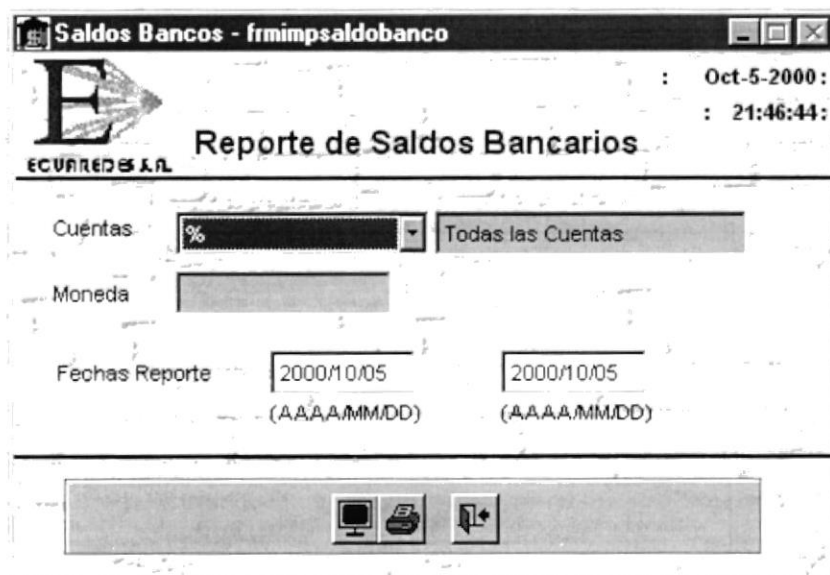 Saldos Bancos - frmimpsaldobanco
: Oct-5-2000 :
: 21:46:44 :
Reporte de Saldos Bancarios
ECUAREDES S.A.
Cuentas % Todas las Cuentas
Moneda
Fechas Reporte 2000/10/05 2000/10/05
(AAAA/MM/DD) (AAAA/MM/DD)